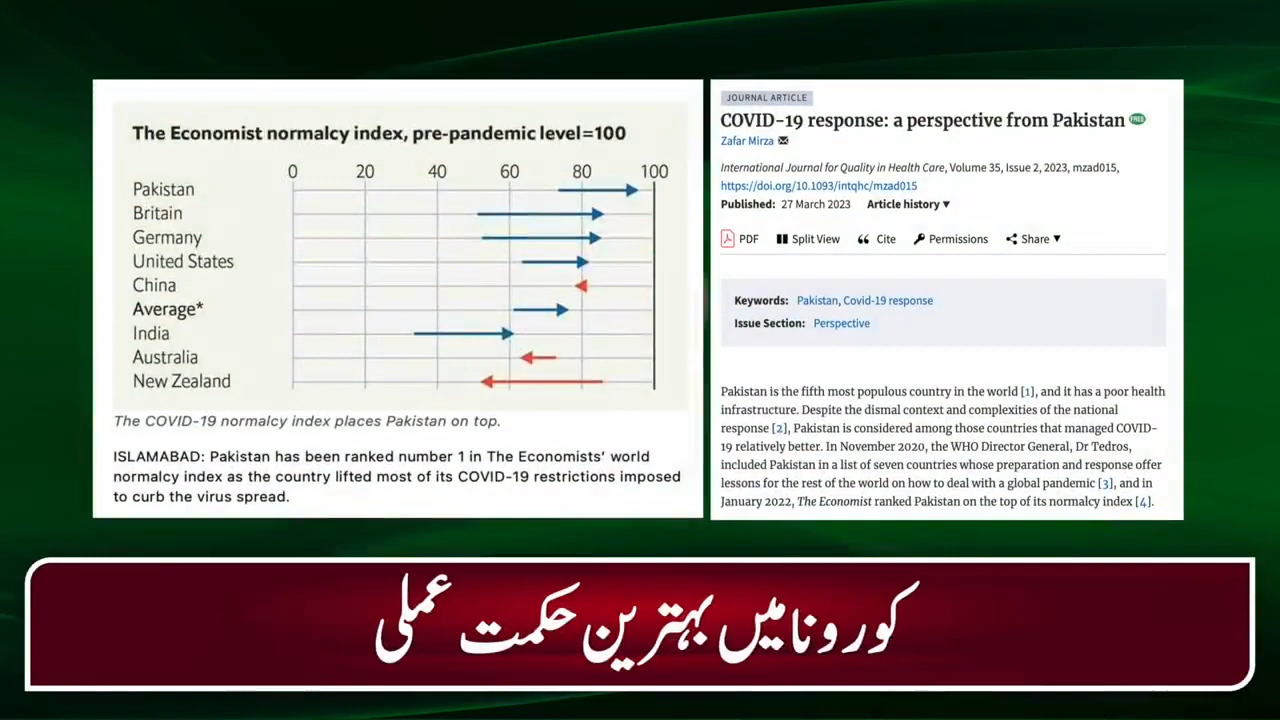 The Economist normalcy index, pre-pandemic level=100
0 20 40 60 80 100
Pakistan
Britain
Germany
United States
China
Average*
India
Australia
New Zealand
The COVID-19 normalcy index places Pakistan on top.
ISLAMABAD: Pakistan has been ranked number 1 in The Economists' world
normalcy index as the country lifted most of its COVID-19 restrictions imposed
to curb the virus spread.
JOURNAL ARTICLE
COVID-19 response: a perspective from Pakistan FREE
Zafar Mirza
International Journal for Quality in Health Care, Volume 35, Issue 2, 2023, mzad015,
https://doi.org/10.1093/intqhc/mzad015
Published: 27 March 2023 Article history ▼
PDF Split View Cite Permissions Share ▼
Keywords: Pakistan, Covid-19 response
Issue Section: Perspective
Pakistan is the fifth most populous country in the world [1], and it has a poor health
infrastructure. Despite the dismal context and complexities of the national
response [2], Pakistan is considered among those countries that managed COVID-
19 relatively better. In November 2020, the WHO Director General, Dr Tedros,
included Pakistan in a list of seven countries whose preparation and response offer
lessons for the rest of the world on how to deal with a global pandemic [3], and in
January 2022, The Economist ranked Pakistan on the top of its normalcy index [4].
کورونا میں بہترین حکمت عملی